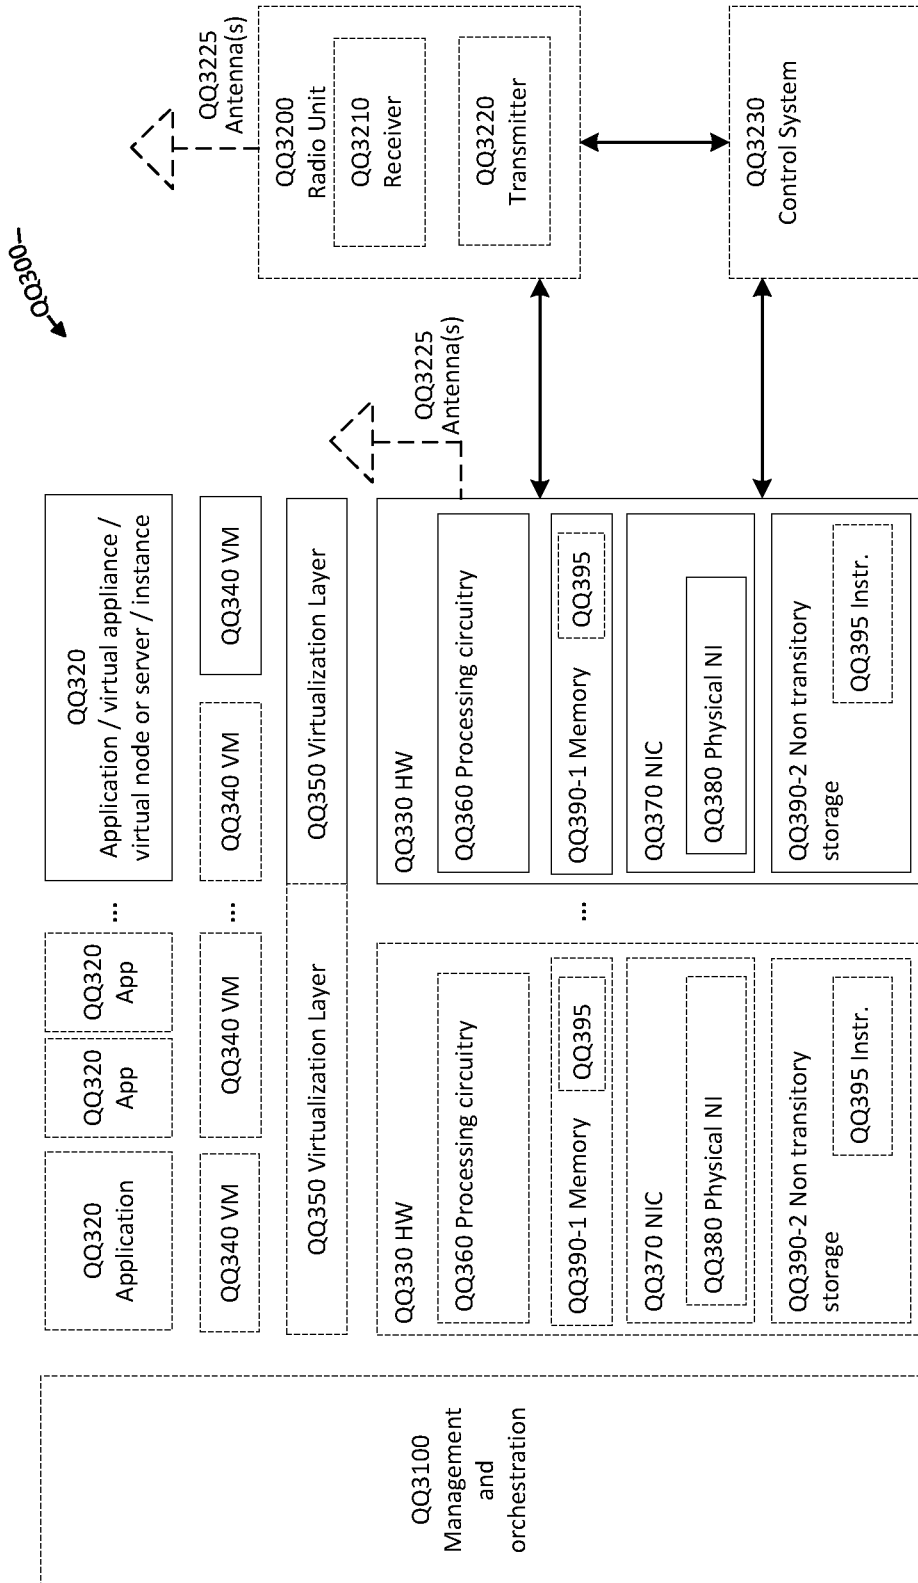 QQ300
QQ3100
Management
and
orchestration
QQ320
Application
QQ320
App
QQ320
App
...
QQ320
Application / virtual appliance /
virtual node or server / instance
QQ340 VM
QQ340 VM
...
QQ340 VM
QQ340 VM
QQ350 Virtualization Layer
QQ350 Virtualization Layer
QQ330 HW
QQ360 Processing circuitry
QQ390-1 Memory
QQ395
QQ370 NIC
QQ380 Physical NI
QQ390-2 Non transitory
storage
QQ395 Instr.
...
QQ330 HW
QQ360 Processing circuitry
QQ390-1 Memory
QQ395
QQ370 NIC
QQ380 Physical NI
QQ390-2 Non transitory
storage
QQ395 Instr.
QQ3225
Antenna(s)
QQ3225
Antenna(s)
QQ3200
Radio Unit
QQ3210
Receiver
QQ3220
Transmitter
QQ3230
Control System